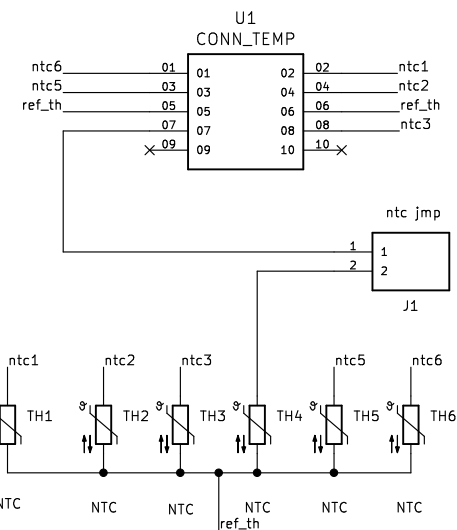 U1
CONN_TEMP
ntc6 01 01 02 02 ntc1
ntc5 03 03 04 04 ntc2
ref_th 05 05 06 06 ref_th
07 07 08 08 ntc3
09 09 10 10
ntc jmp
1 1
2 2
J1
ntc1 ntc2 ntc3 ntc5 ntc6
TH1 TH2 TH3 TH4 TH5 TH6
NTC NTC NTC NTC NTC NTC
ref_th